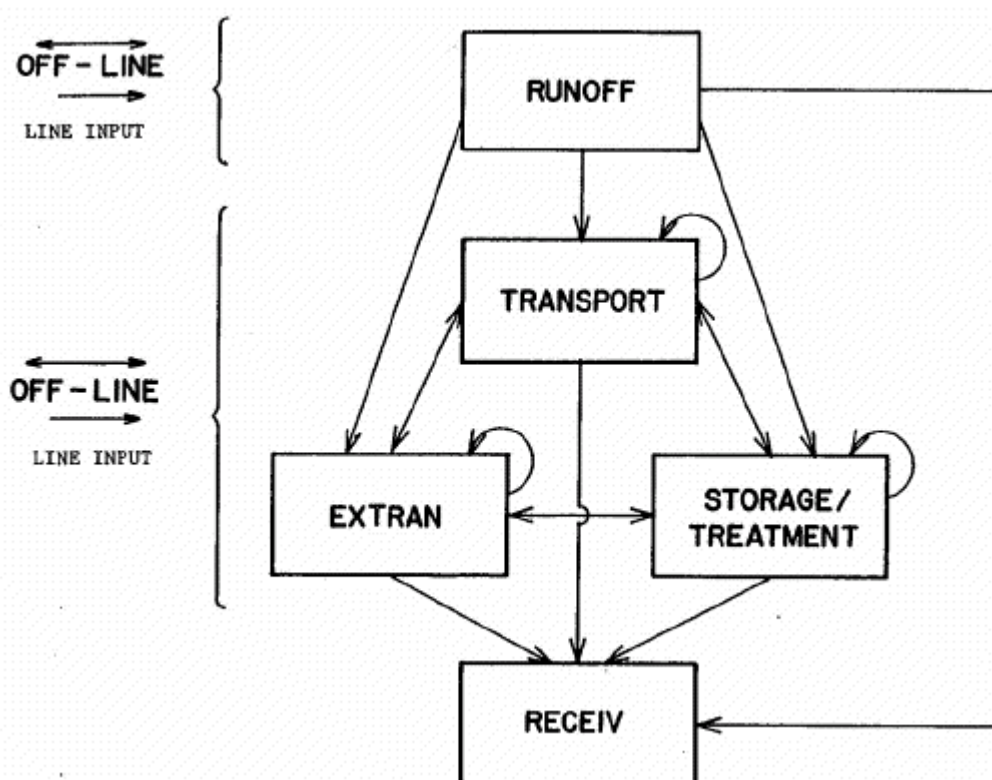 OFF-LINE
LINE INPUT
RUNOFF
TRANSPORT
OFF-LINE
LINE INPUT
EXTRAN
STORAGE/
TREATMENT
RECEIV